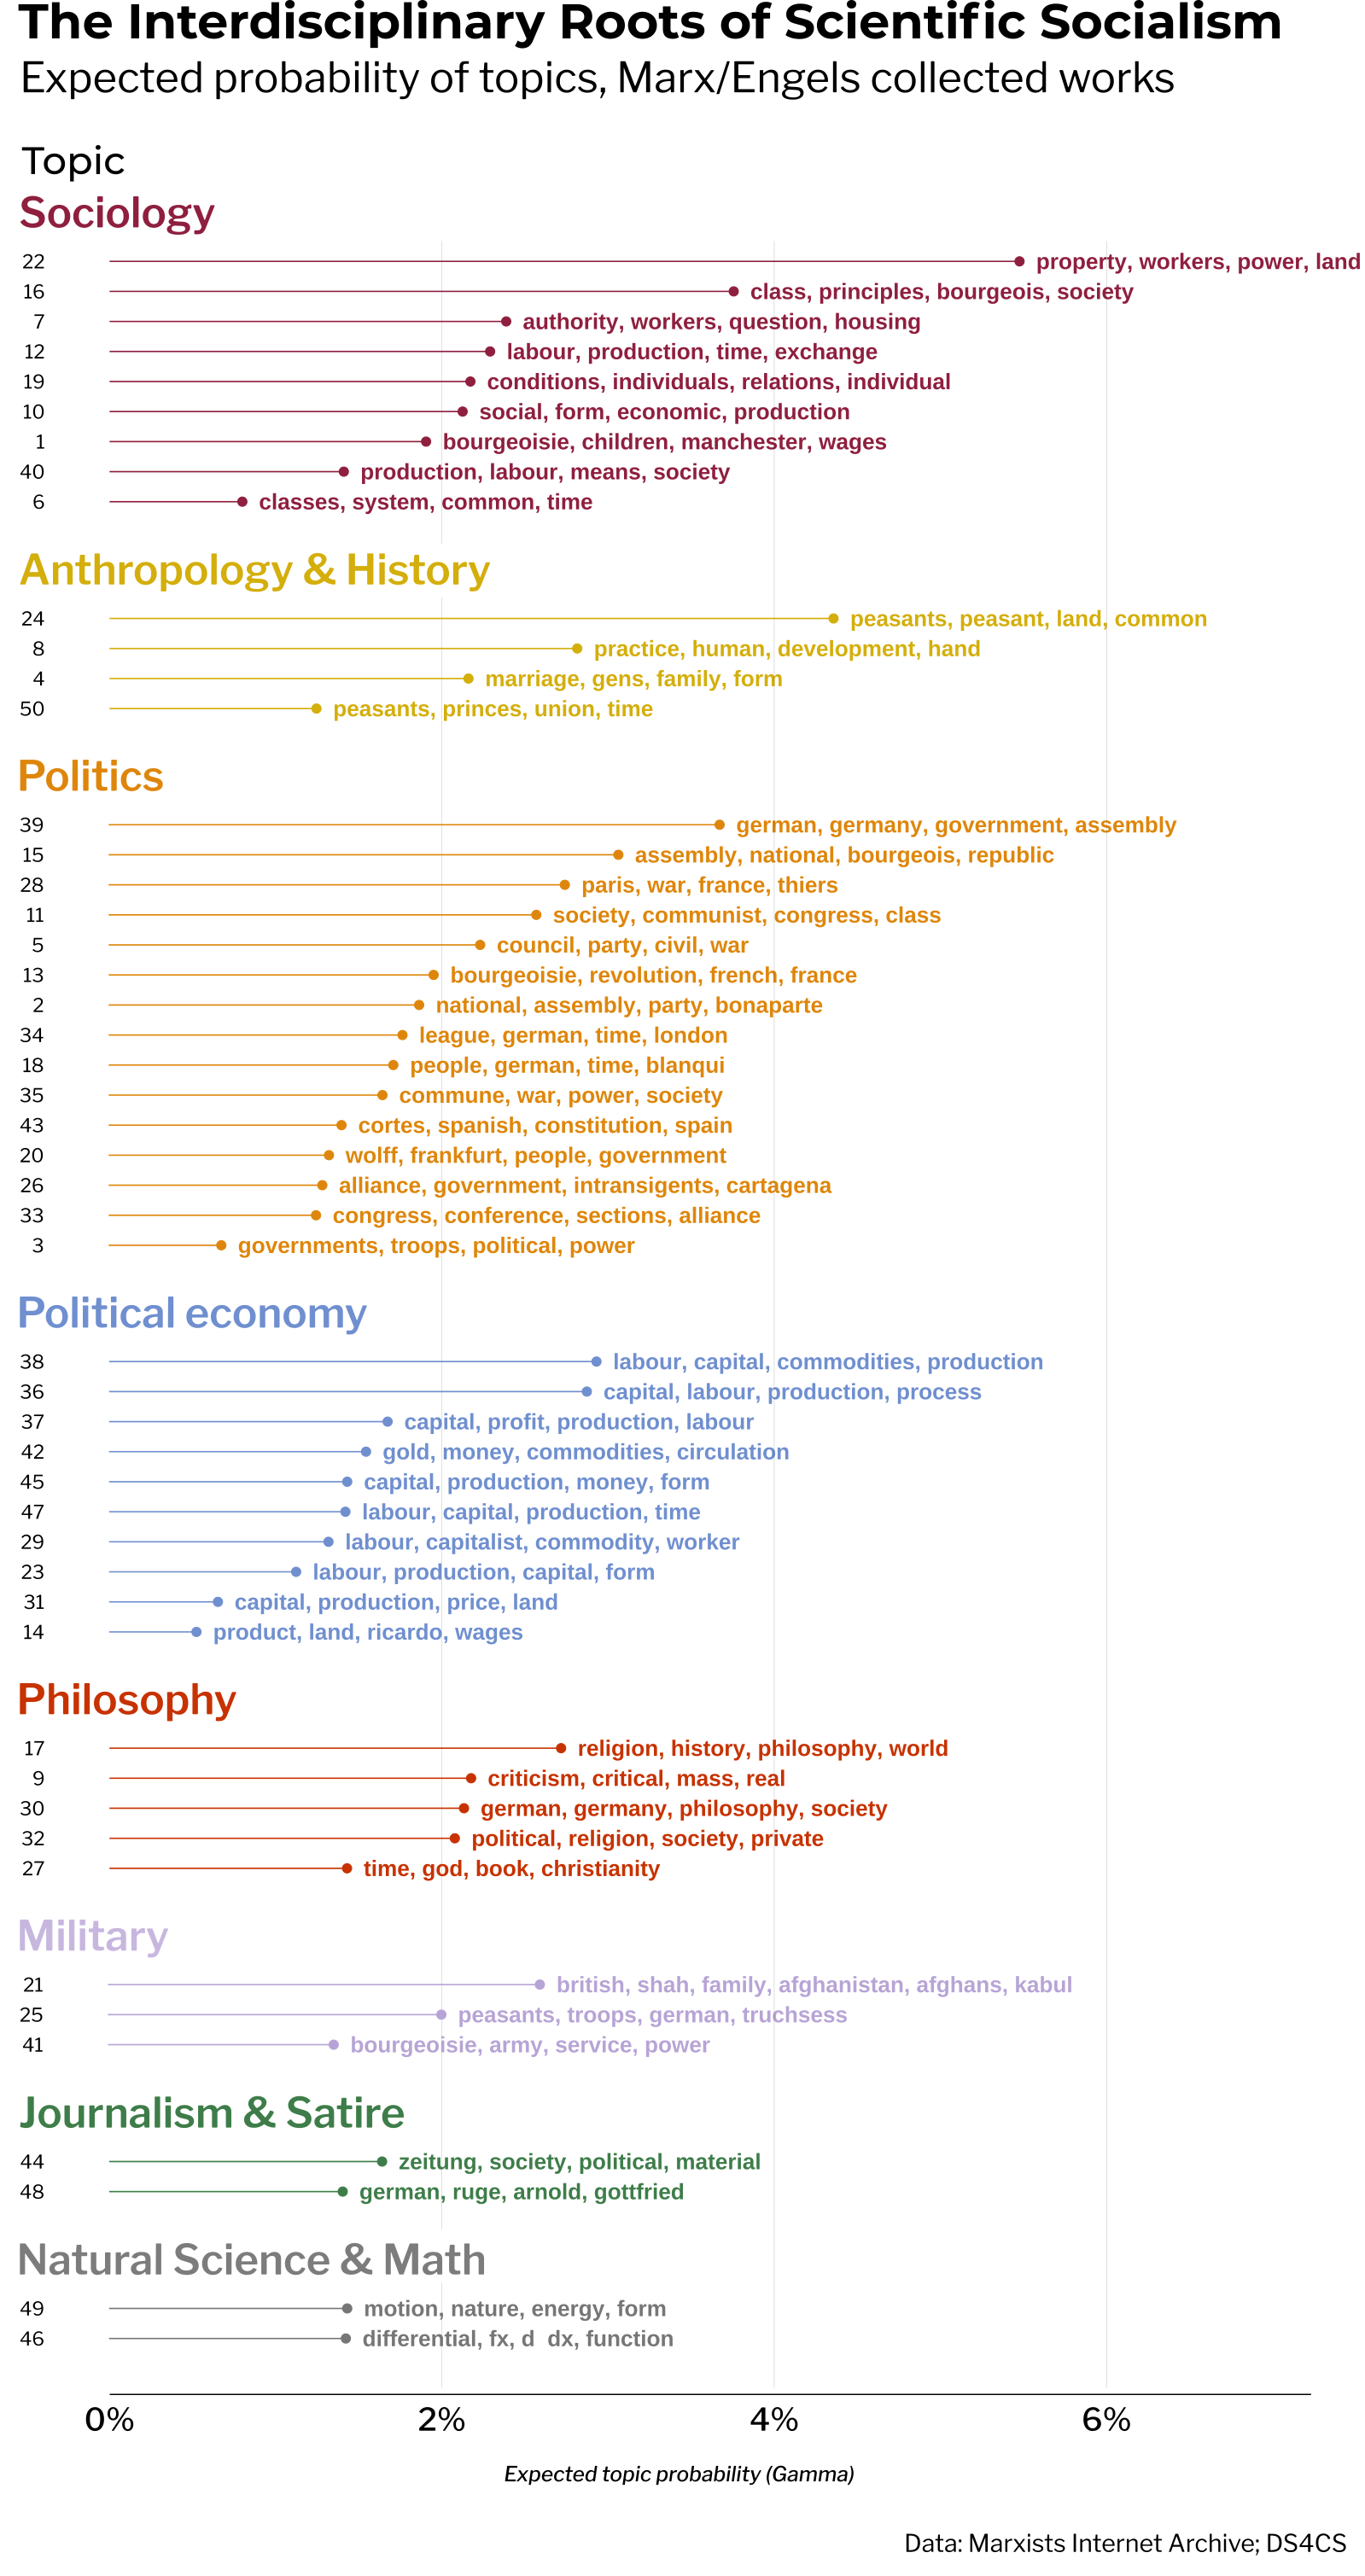 The Interdisciplinary Roots of Scientific Socialism
Expected probability of topics, Marx/Engels collected works
Topic
Sociology
22 property, workers, power, land
16 class, principles, bourgeois, society
7 authority, workers, question, housing
12 labour, production, time, exchange
19 conditions, individuals, relations, individual
10 social, form, economic, production
1 bourgeoisie, children, manchester, wages
40 production, labour, means, society
6 classes, system, common, time
Anthropology & History
24 peasants, peasant, land, common
8 practice, human, development, hand
4 marriage, gens, family, form
50 peasants, princes, union, time
Politics
39 german, germany, government, assembly
15 assembly, national, bourgeois, republic
28 paris, war, france, thiers
11 society, communist, congress, class
5 council, party, civil, war
13 bourgeoisie, revolution, french, france
2 national, assembly, party, bonaparte
34 league, german, time, london
18 people, german, time, blanqui
35 commune, war, power, society
43 cortes, spanish, constitution, spain
20 wolff, frankfurt, people, government
26 alliance, government, intransigents, cartagena
33 congress, conference, sections, alliance
3 governments, troops, political, power
Political economy
38 labour, capital, commodities, production
36 capital, labour, production, process
37 capital, profit, production, labour
42 gold, money, commodities, circulation
45 capital, production, money, form
47 labour, capital, production, time
29 labour, capitalist, commodity, worker
23 labour, production, capital, form
31 capital, production, price, land
14 product, land, ricardo, wages
Philosophy
17 religion, history, philosophy, world
9 criticism, critical, mass, real
30 german, germany, philosophy, society
32 political, religion, society, private
27 time, god, book, christianity
Military
21 british, shah, family, afghanistan, afghans, kabul
25 peasants, troops, german, truchsess
41 bourgeoisie, army, service, power
Journalism & Satire
44 zeitung, society, political, material
48 german, ruge, arnold, gottfried
Natural Science & Math
49 motion, nature, energy, form
46 differential, fx, d dx, function
0% 2% 4% 6%
Expected topic probability (Gamma)
Data: Marxists Internet Archive; DS4CS